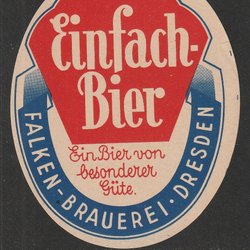 Einfach-
Bier
Ein Bier von
besonderer
Güte.
FALKEN-BRAUEREI·DRESDEN